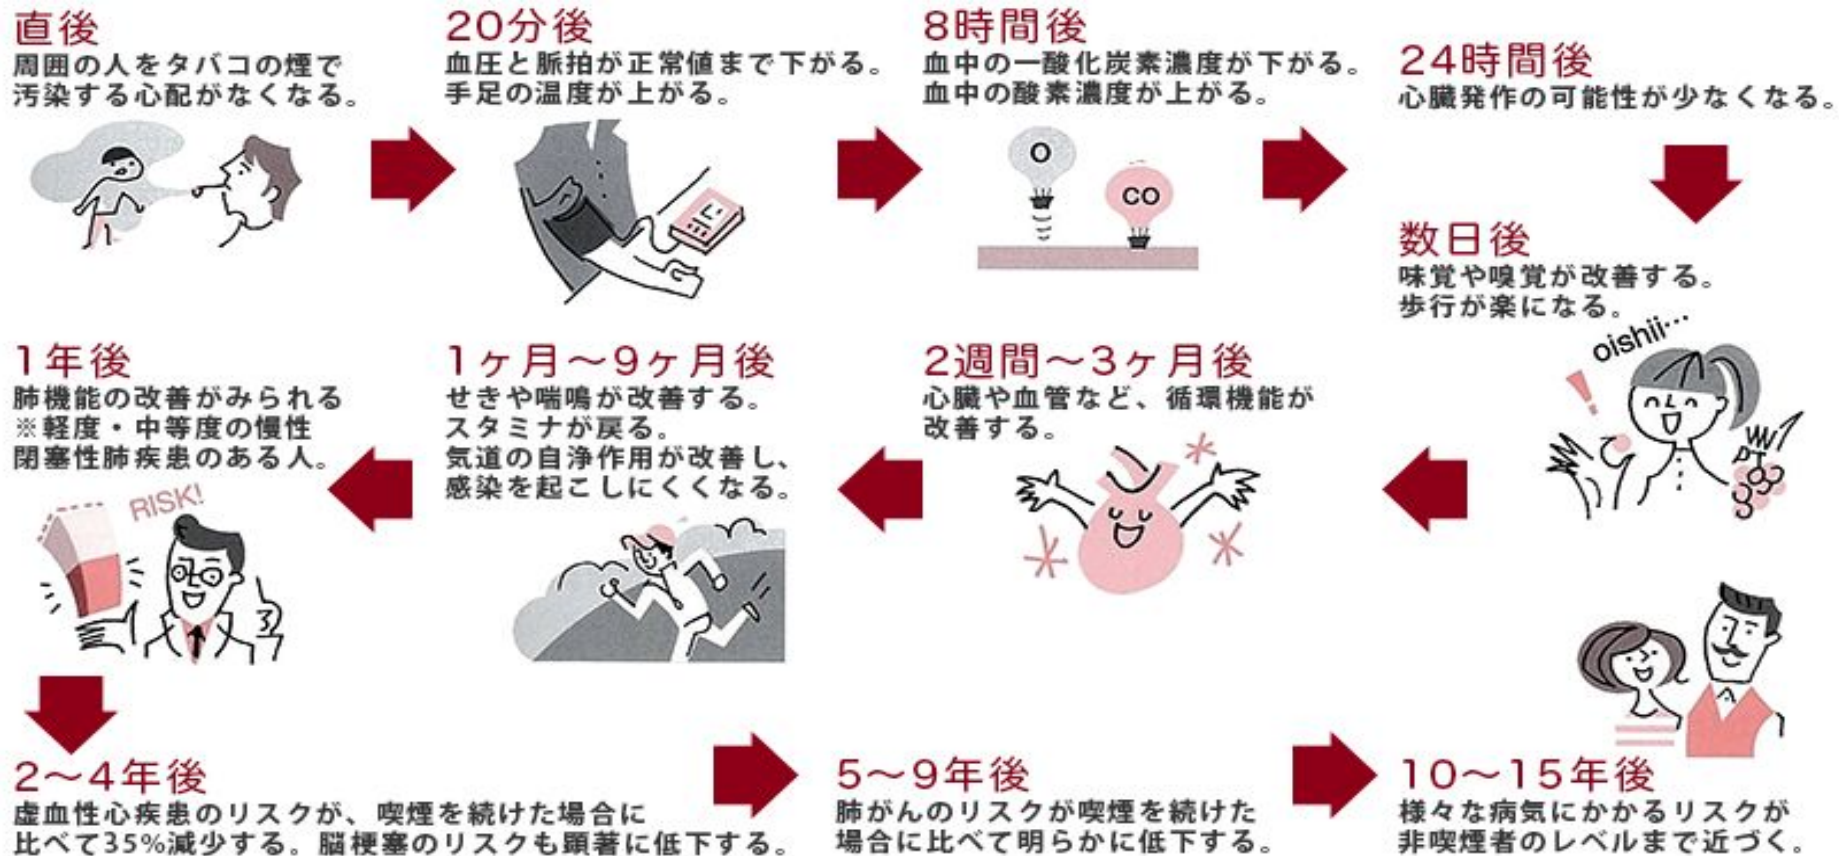 直後
周囲の人をタバコの煙で
汚染する心配がなくなる。
20分後
血圧と脈拍が正常値まで下がる。
手足の温度が上がる。
8時間後
血中の一酸化炭素濃度が下がる。
血中の酸素濃度が上がる。
O
CO
24時間後
心臓発作の可能性が少なくなる。
数日後
味覚や嗅覚が改善する。
歩行が楽になる。
oishii…
2週間〜3ヶ月後
心臓や血管など、循環機能が
改善する。
1ヶ月〜9ヶ月後
せきや喘鳴が改善する。
スタミナが戻る。
気道の自浄作用が改善し、
感染を起こしにくくなる。
1年後
肺機能の改善がみられる
※軽度・中等度の慢性
閉塞性肺疾患のある人。
RISK!
2〜4年後
虚血性心疾患のリスクが、喫煙を続けた場合に
比べて35%減少する。脳梗塞のリスクも顕著に低下する。
5〜9年後
肺がんのリスクが喫煙を続けた
場合に比べて明らかに低下する。
10〜15年後
様々な病気にかかるリスクが
非喫煙者のレベルまで近づく。